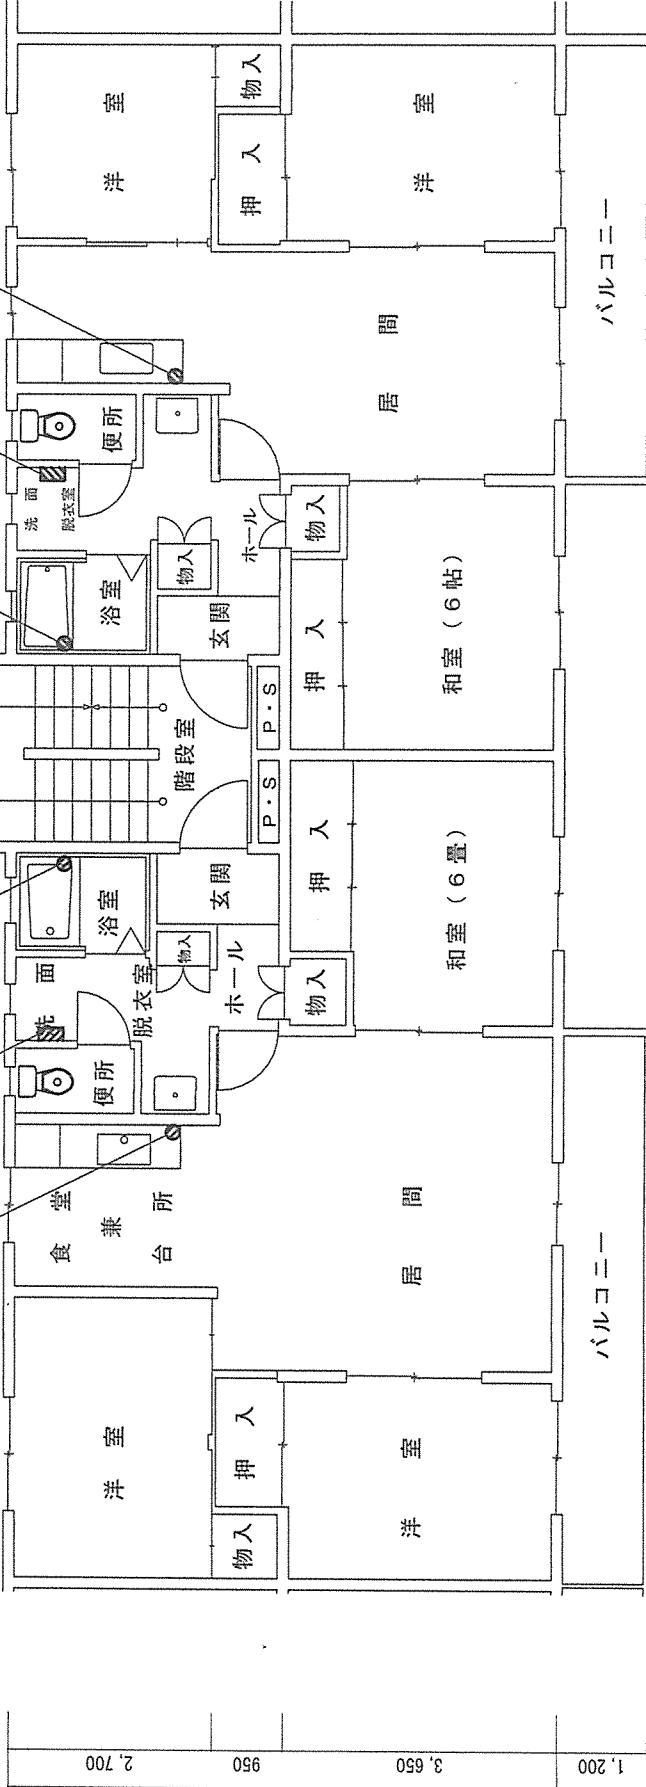 洋室
物入
押入
洋室
バルコニー
居間
便所
洗面
脱衣室
浴室
物入
ホール
玄関
物入
押入
和室（６帖）
階段室
P・S
P・S
浴室
玄関
洗面
脱衣室
物入
ホール
物入
押入
和室（６畳）
便所
食堂
兼
台所
居間
洋室
押入
物入
洋室
バルコニー
2,700
950
3,650
1,200